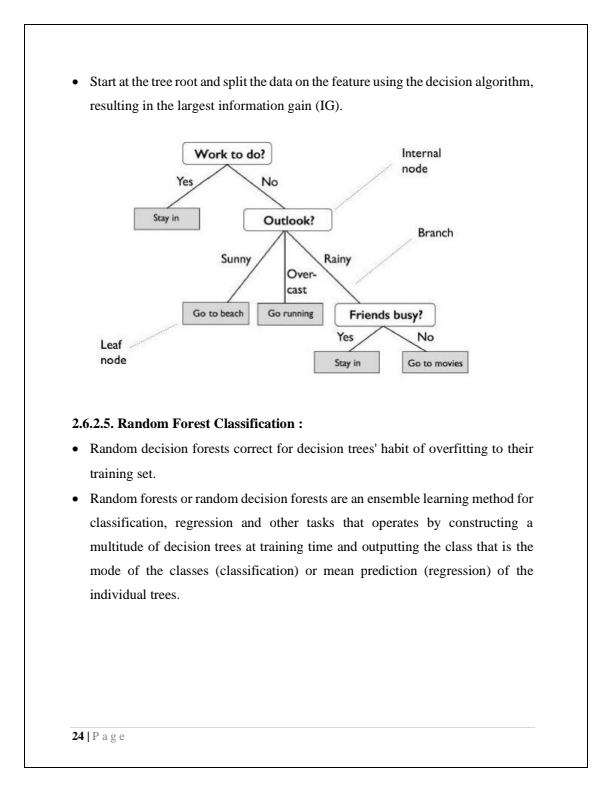 • Start at the tree root and split the data on the feature using the decision algorithm,
resulting in the largest information gain (IG).
Work to do?
Internal
node
Yes
No
Stay in
Outlook?
Branch
Sunny
Over-
cast
Rainy
Go to beach
Go running
Friends busy?
Leaf
node
Yes
No
Stay in
Go to movies
2.6.2.5. Random Forest Classification :
• Random decision forests correct for decision trees' habit of overfitting to their
training set.
• Random forests or random decision forests are an ensemble learning method for
classification, regression and other tasks that operates by constructing a
multitude of decision trees at training time and outputting the class that is the
mode of the classes (classification) or mean prediction (regression) of the
individual trees.
24 | P a g e